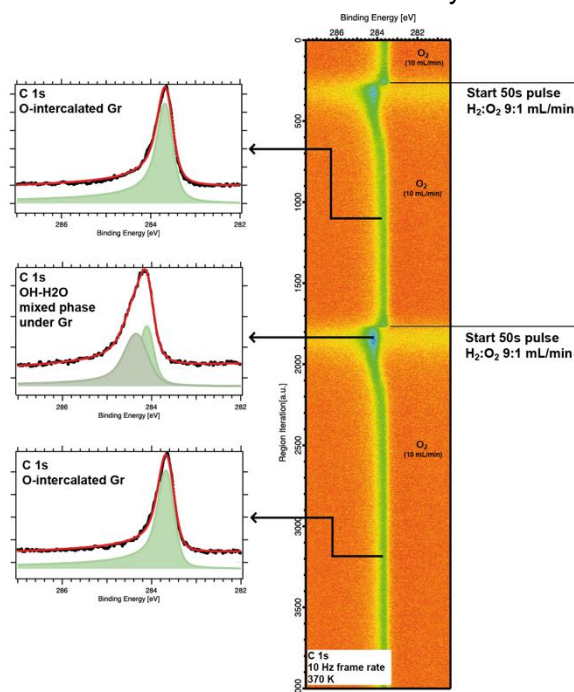 Binding Energy [eV]
286
284
282
C 1s
O-intercalated Gr
286
284
282
Binding Energy [eV]
C 1s
OH-H2O
mixed phase
under Gr
286
284
282
Binding Energy [eV]
C 1s
O-intercalated Gr
286
284
282
Binding Energy [eV]
0
500
1000
1500
2000
2500
3000
3500
Region Iteration[a.u.]
O₂
(10 mL/min)
Start 50s pulse
H₂:O₂ 9:1 mL/min
O₂
(10 mL/min)
Start 50s pulse
H₂:O₂ 9:1 mL/min
O₂
(10 mL/min)
C 1s
10 Hz frame rate
370 K